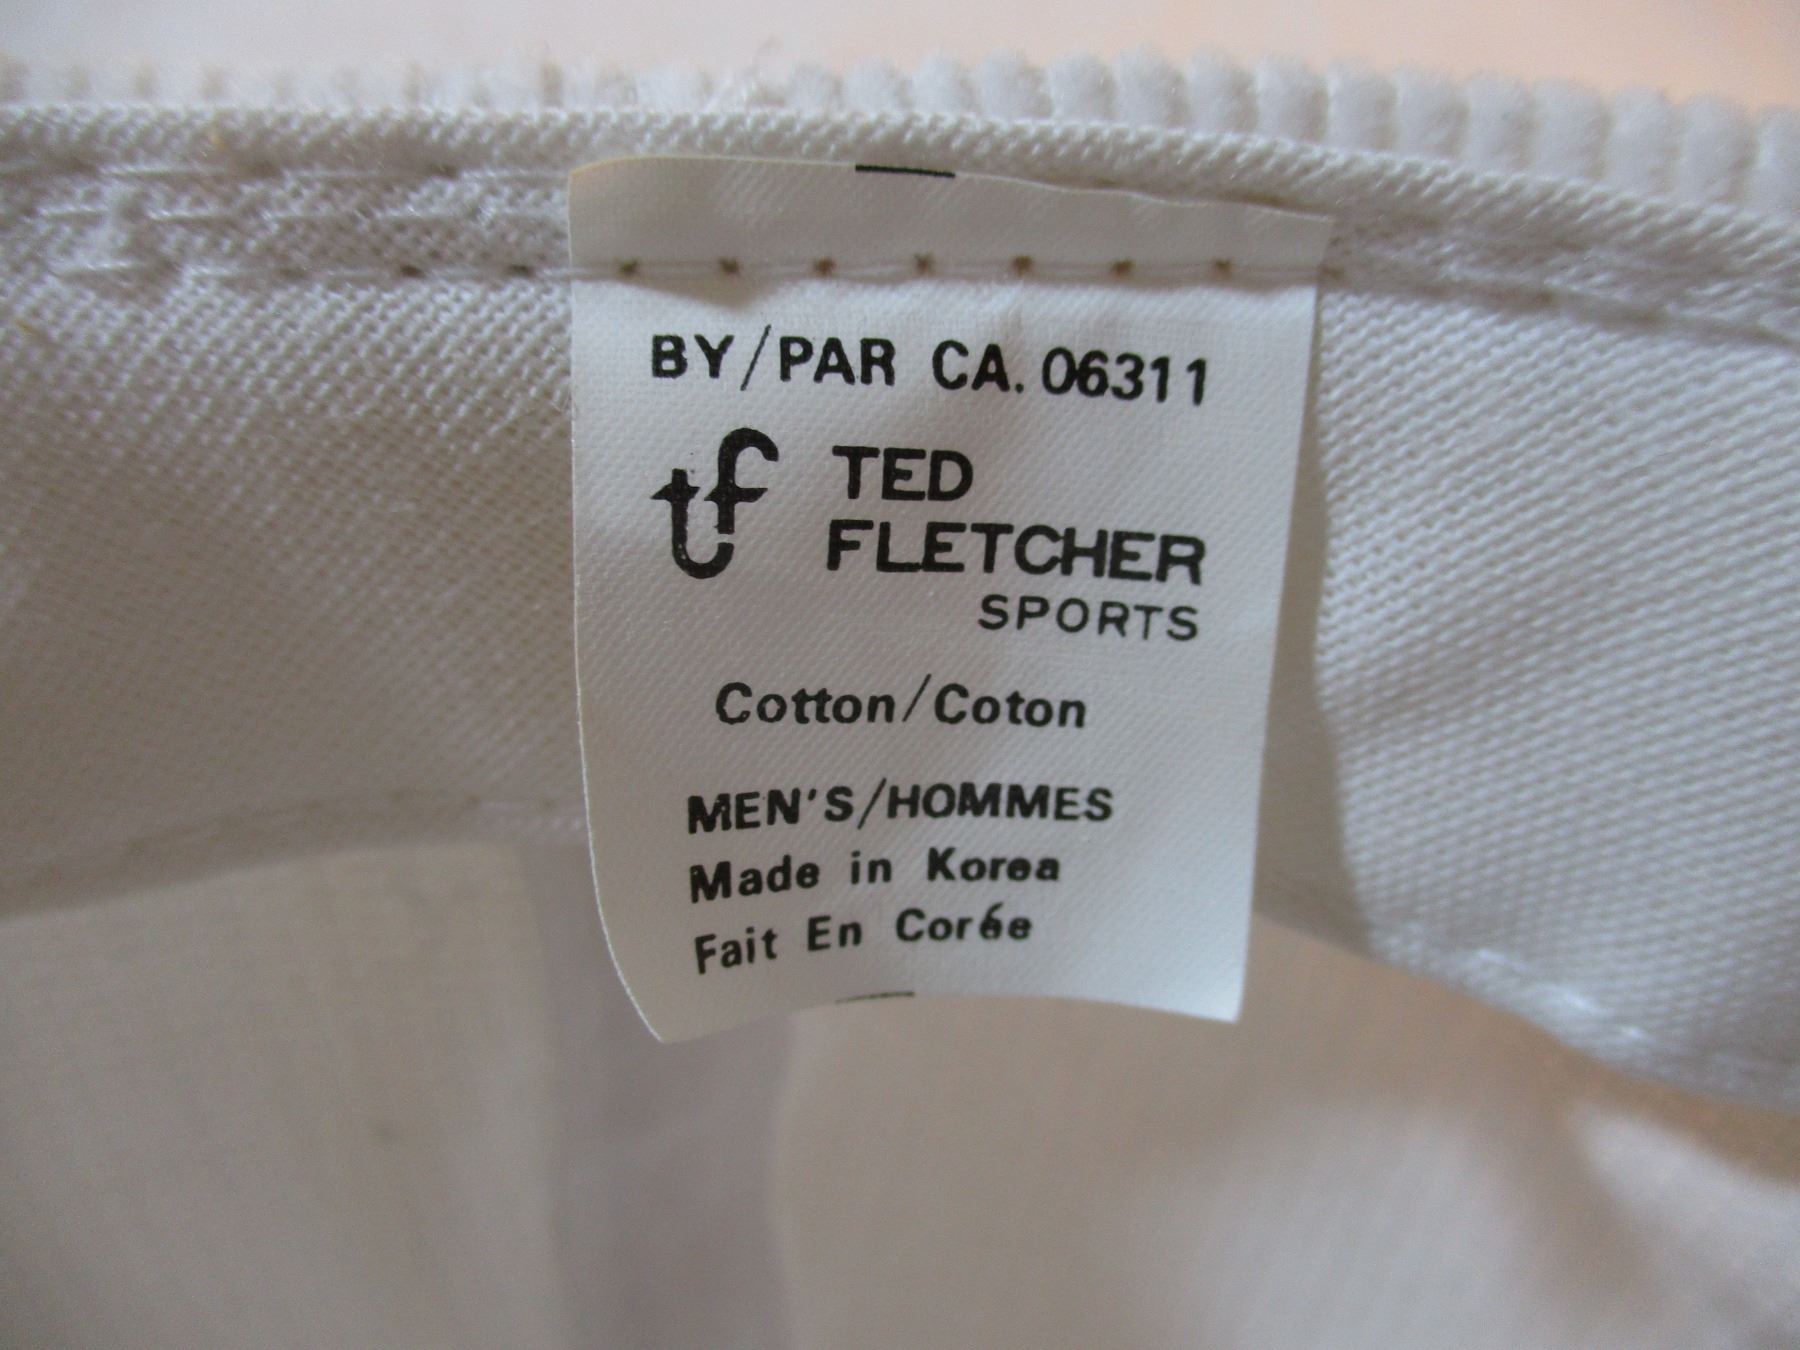 BY/PAR CA. 06311
tf TED
FLETCHER
SPORTS
Cotton/Coton
MEN'S/HOMMES
Made in Korea
Fait En Corée